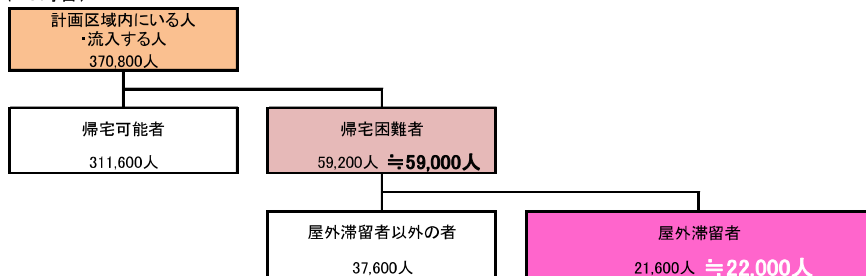 計画区域内にいる人
・流入する人
370,800人
帰宅可能者
311,600人
帰宅困難者
59,200人 ≒59,000人
屋外滞留者以外の者
37,600人
屋外滞留者
21,600人 ≒22,000人